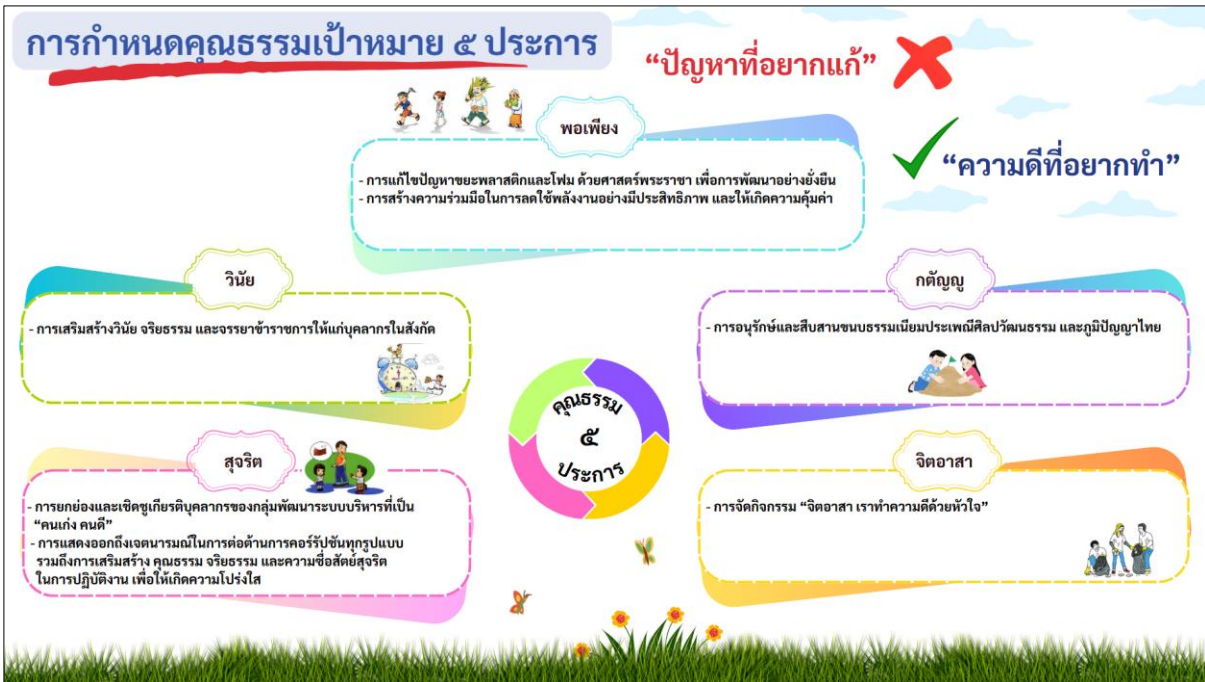 การกำหนดคุณธรรมเป้าหมาย ๕ ประการ
“ปัญหาที่อยากแก้”
“ความดีที่อยากทำ”
พอเพียง
- การแก้ไขปัญหาขยะพลาสติกและโฟม ด้วยศาสตร์พระราชา เพื่อการพัฒนาอย่างยั่งยืน
- การสร้างความร่วมมือในการลดใช้พลังงานอย่างมีประสิทธิภาพ และให้เกิดความคุ้มค่า
วินัย
- การเสริมสร้างวินัย จริยธรรม และจรรยาข้าราชการให้แก่บุคลากรในสังกัด
กตัญญู
- การอนุรักษ์และสืบสานขนบธรรมเนียมประเพณีศิลปวัฒนธรรม และภูมิปัญญาไทย
คุณธรรม
๕
ประการ
สุจริต
- การยกย่องและเชิดชูเกียรติบุคลากรของกลุ่มพัฒนาระบบบริหารที่เป็น
“คนเก่ง คนดี”
- การแสดงออกถึงเจตนารมณ์ในการต่อต้านการคอร์รัปชันทุกรูปแบบ
รวมถึงการเสริมสร้าง คุณธรรม จริยธรรม และความซื่อสัตย์สุจริต
ในการปฏิบัติงาน เพื่อให้เกิดความโปร่งใส
จิตอาสา
- การจัดกิจกรรม “จิตอาสา เราทำความดีด้วยหัวใจ”